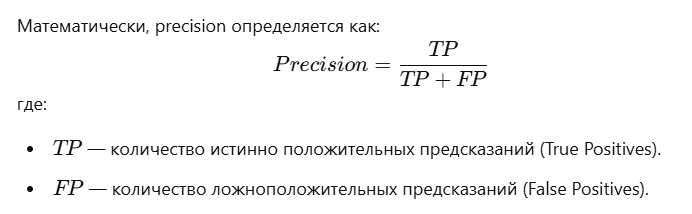 Математически, precision определяется как:
Precision = TP / (TP + FP)
где:
• TP — количество истинно положительных предсказаний (True Positives).
• FP — количество ложноположительных предсказаний (False Positives).